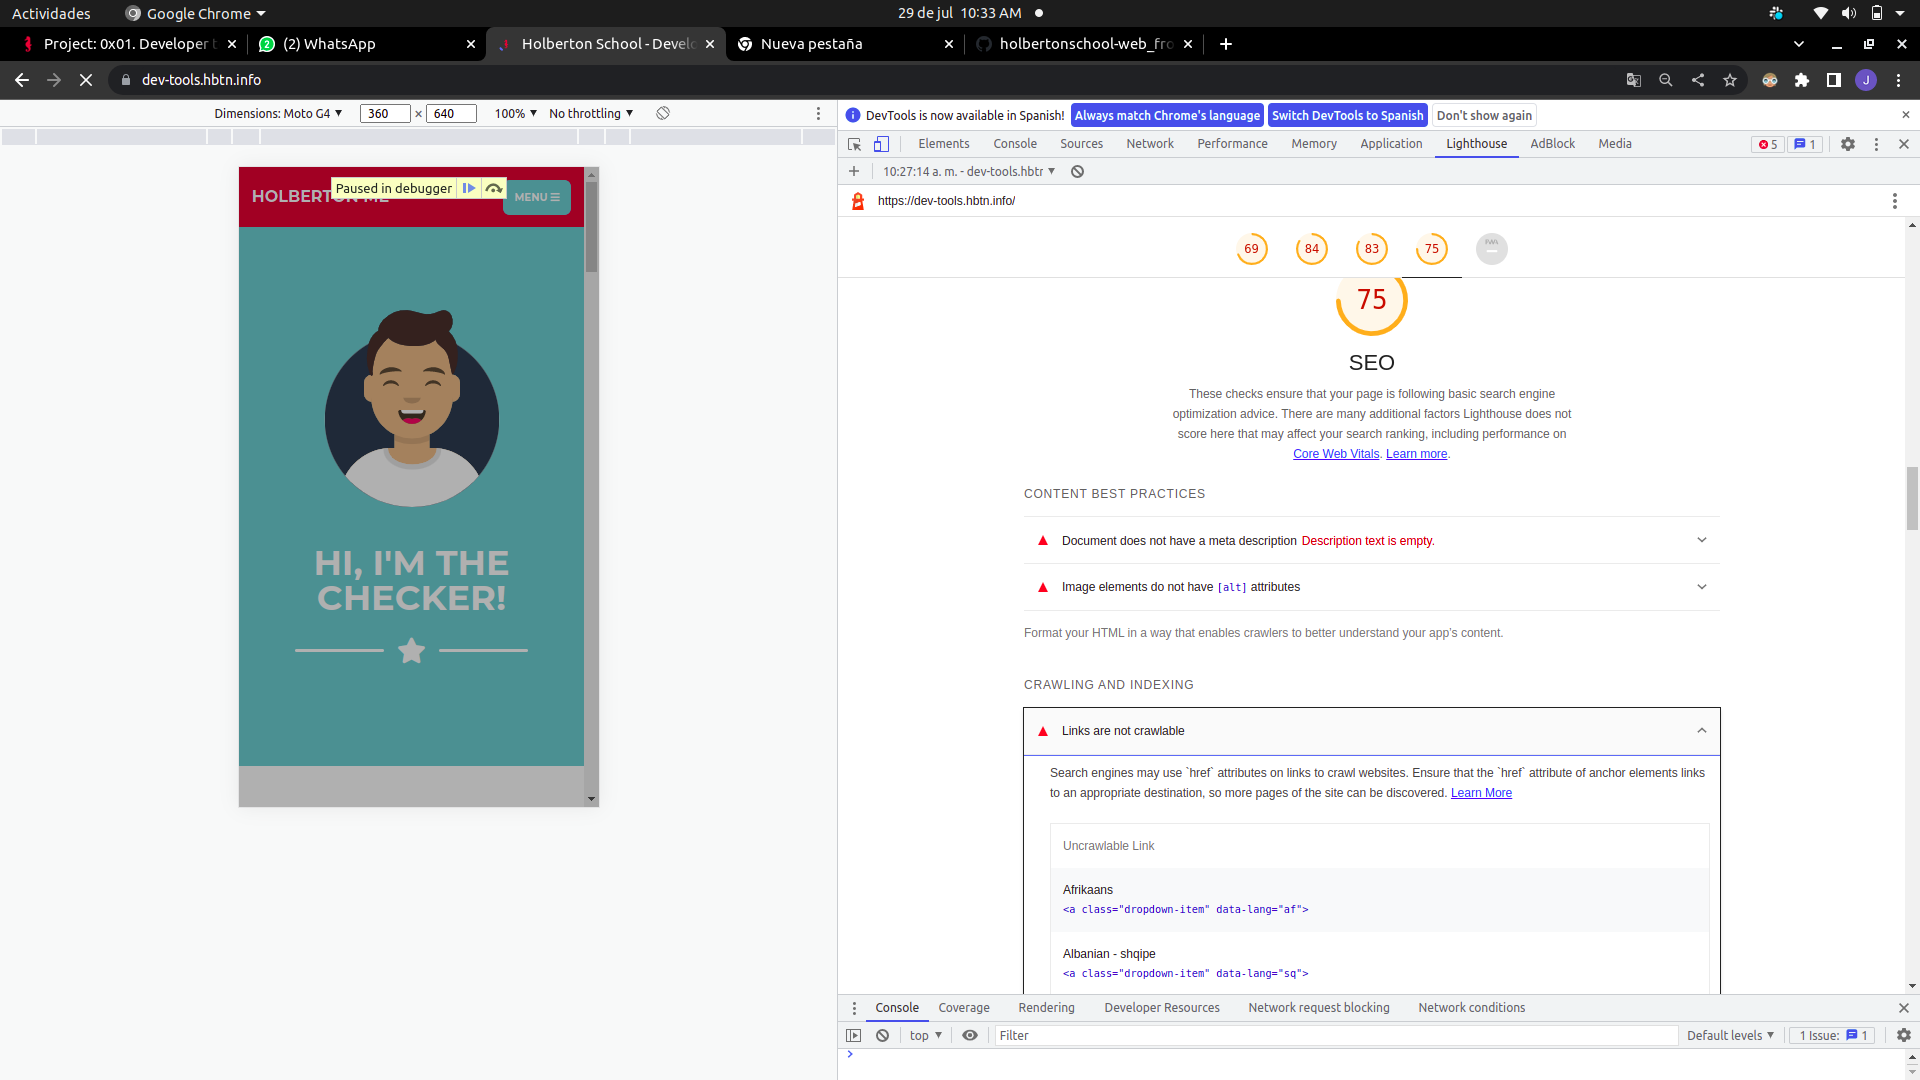 Actividades
Google Chrome
29 de jul 10:33 AM
Project: 0x01. Developer t
(2) WhatsApp
Holberton School - Develo
Nueva pestaña
holbertonschool-web_fro
dev-tools.hbtn.info
J
Dimensions: Moto G4
360 × 640
100%
No throttling
DevTools is now available in Spanish!
Always match Chrome's language
Switch DevTools to Spanish
Don't show again
Elements
Console
Sources
Network
Performance
Memory
Application
Lighthouse
AdBlock
Media
5
1
10:27:14 a. m. - dev-tools.hbtr
https://dev-tools.hbtn.info/
Paused in debugger
MENU
69
84
83
75
75
SEO
These checks ensure that your page is following basic search engine
optimization advice. There are many additional factors Lighthouse does not
score here that may affect your search ranking, including performance on
Core Web Vitals. Learn more.
CONTENT BEST PRACTICES
Document does not have a meta description Description text is empty.
Image elements do not have [alt] attributes
Format your HTML in a way that enables crawlers to better understand your app's content.
CRAWLING AND INDEXING
Links are not crawlable
Search engines may use `href` attributes on links to crawl websites. Ensure that the `href` attribute of anchor elements links
to an appropriate destination, so more pages of the site can be discovered. Learn More
Uncrawlable Link
Afrikaans
<a class="dropdown-item" data-lang="af">
Albanian - shqipe
<a class="dropdown-item" data-lang="sq">
HI, I'M THE
CHECKER!
Console
Coverage
Rendering
Developer Resources
Network request blocking
Network conditions
top
Filter
Default levels
1 Issue:
1